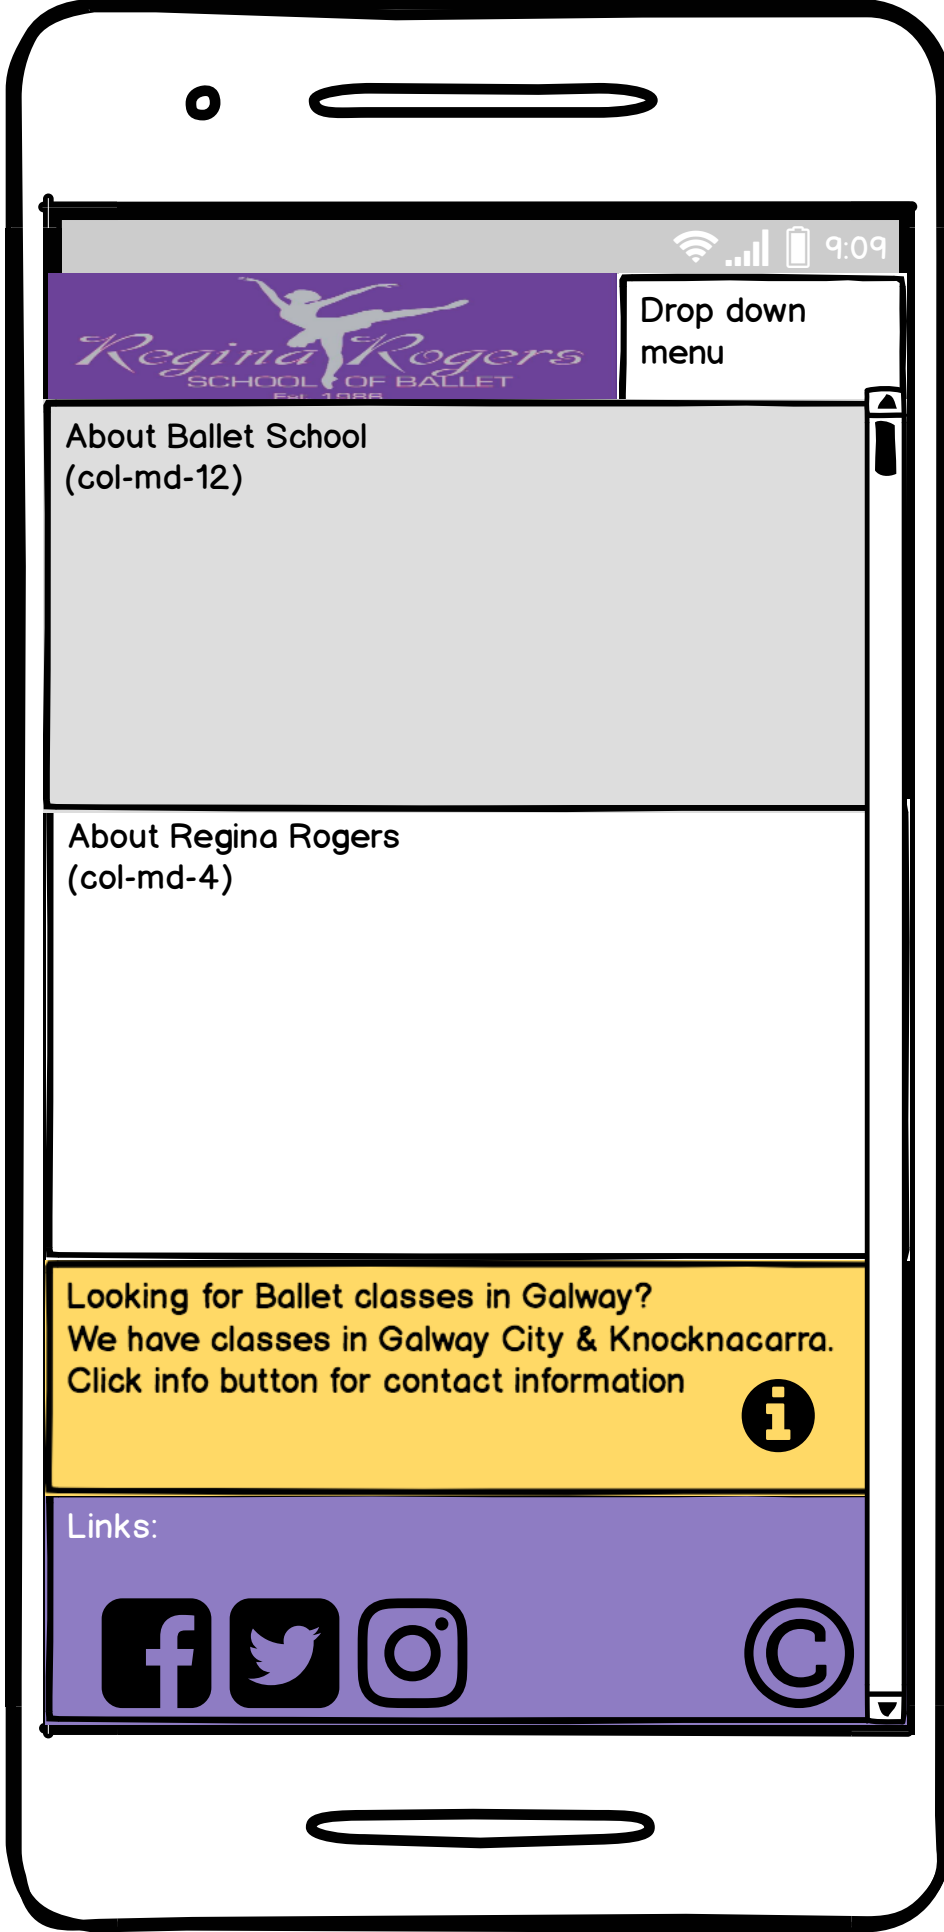 9:09
Regina Rogers
SCHOOL OF BALLET
Est. 1986
Drop down
menu
About Ballet School
(col-md-12)
About Regina Rogers
(col-md-4)
Looking for Ballet classes in Galway?
We have classes in Galway City & Knocknacarra.
Click info button for contact information
Links: